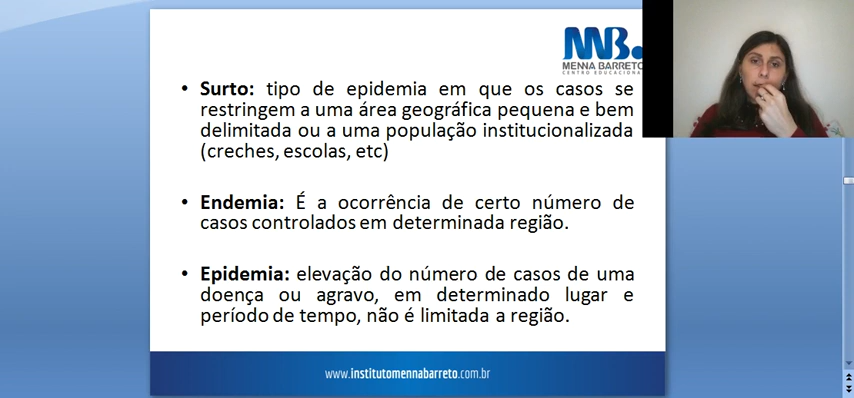 MB.
MENNA BARRETO
CENTRO EDUCACIONAL
• Surto: tipo de epidemia em que os casos se
restringem a uma área geográfica pequena e bem
delimitada ou a uma população institucionalizada
(creches, escolas, etc)
• Endemia: É a ocorrência de certo número de
casos controlados em determinada região.
• Epidemia: elevação do número de casos de uma
doença ou agravo, em determinado lugar e
período de tempo, não é limitada a região.
www.institutomennabarreto.com.br